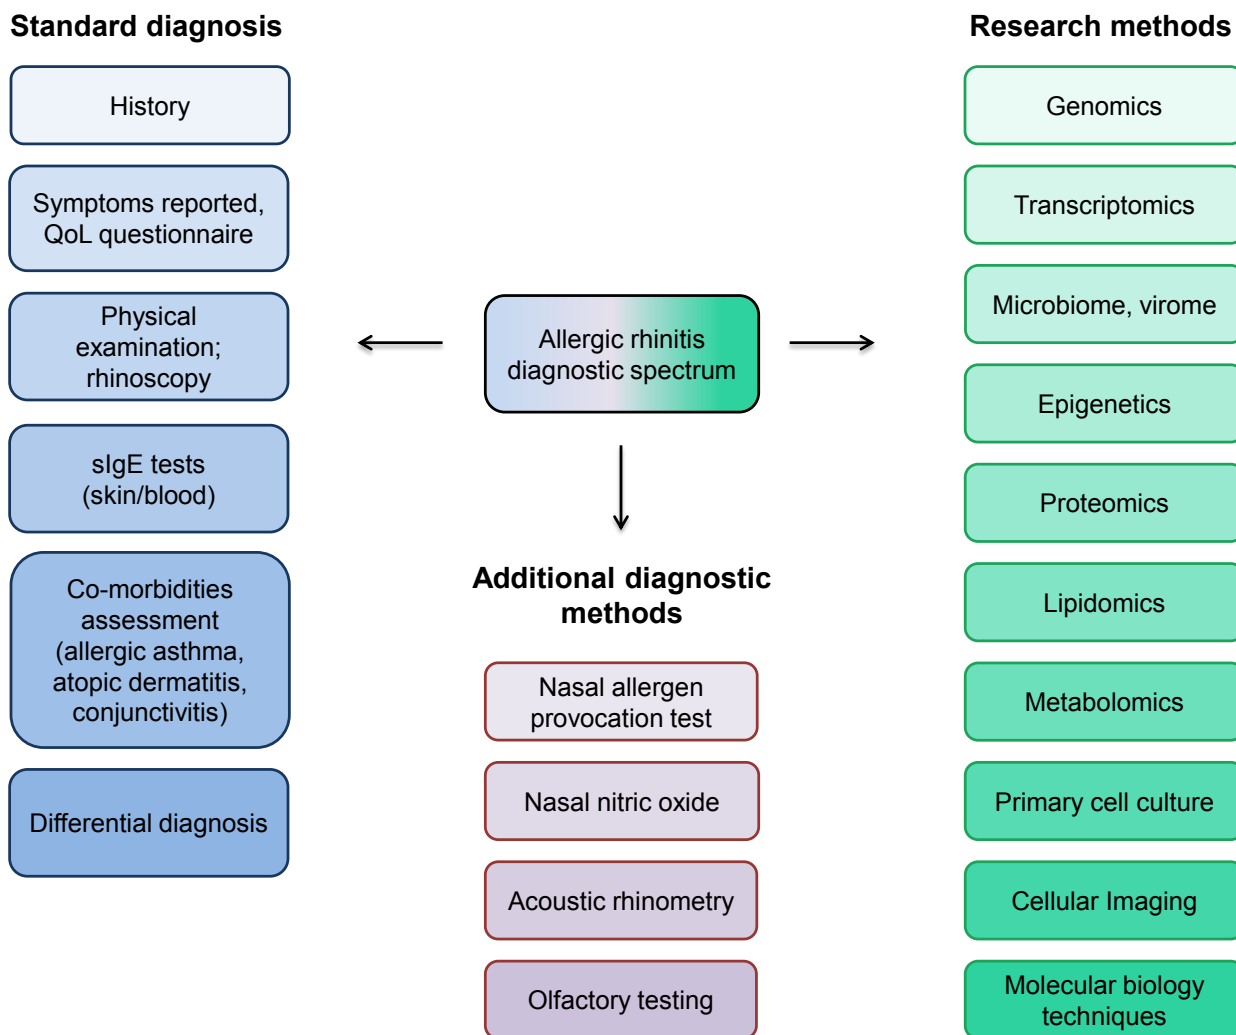 Standard diagnosis
History
Symptoms reported,
QoL questionnaire
Physical
examination;
rhinoscopy
sIgE tests
(skin/blood)
Co-morbidities
assessment
(allergic asthma,
atopic dermatitis,
conjunctivitis)
Differential diagnosis
Allergic rhinitis
diagnostic spectrum
Additional diagnostic
methods
Nasal allergen
provocation test
Nasal nitric oxide
Acoustic rhinometry
Olfactory testing
Research methods
Genomics
Transcriptomics
Microbiome, virome
Epigenetics
Proteomics
Lipidomics
Metabolomics
Primary cell culture
Cellular Imaging
Molecular biology
techniques